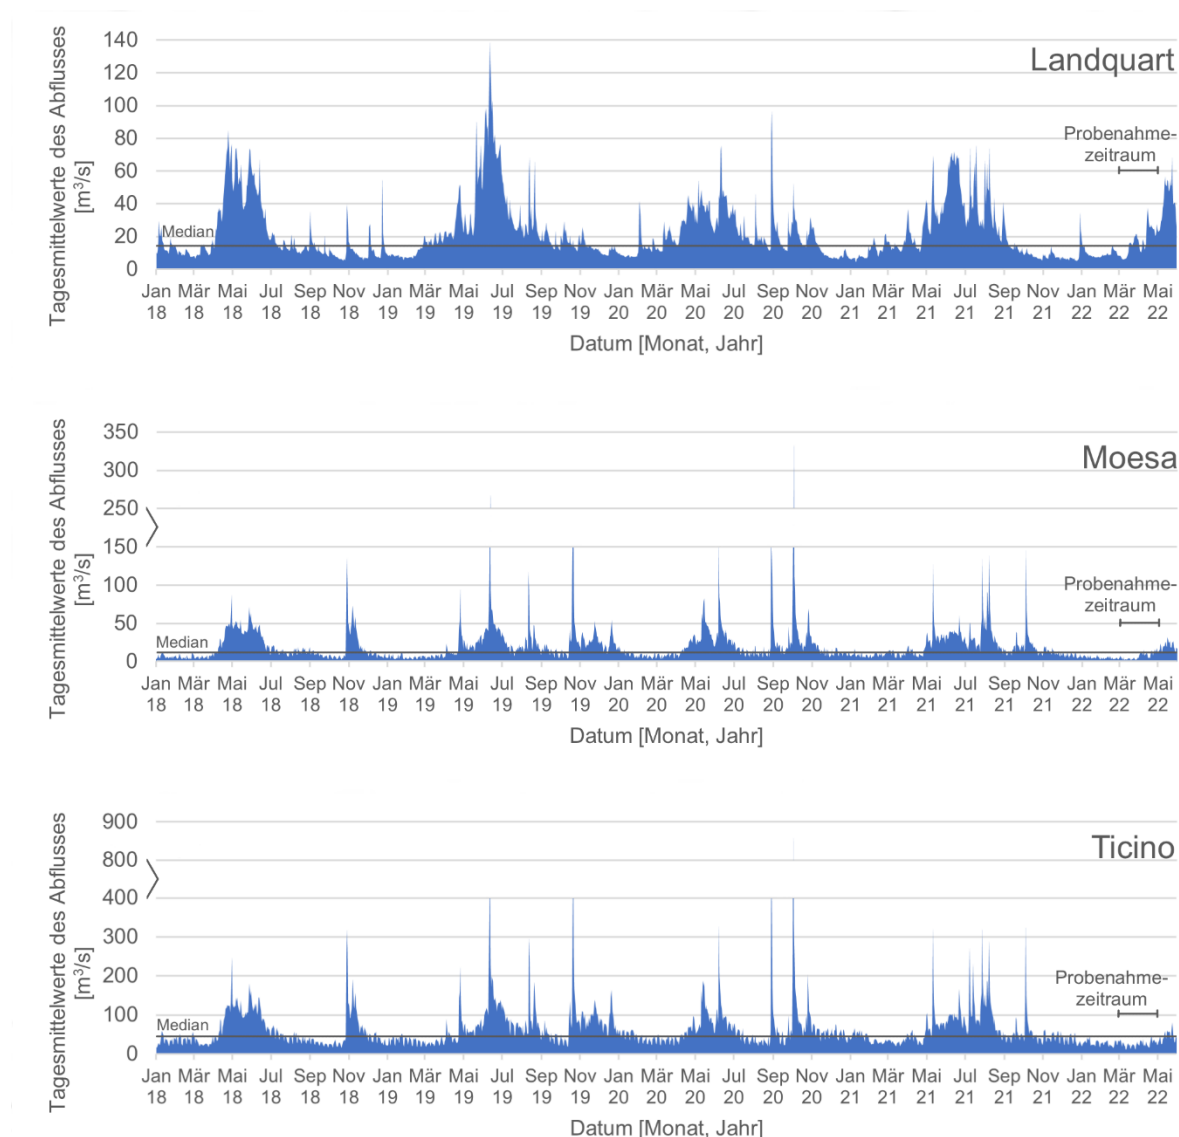 Landquart
Tagesmittelwerte des Abflusses
[m³/s]
140
120
100
80
60
40
20
0
Median
Probenahme-
zeitraum
Jan Mär Mai Jul Sep Nov Jan Mär Mai Jul Sep Nov Jan Mär Mai Jul Sep Nov Jan Mär Mai Jul Sep Nov Jan Mär Mai
18 18 18 18 18 18 19 19 19 19 19 19 20 20 20 20 20 20 21 21 21 21 21 21 22 22 22
Datum [Monat, Jahr]
Moesa
Tagesmittelwerte des Abflusses
[m³/s]
350
300
250
150
100
50
0
Median
Probenahme-
zeitraum
Jan Mär Mai Jul Sep Nov Jan Mär Mai Jul Sep Nov Jan Mär Mai Jul Sep Nov Jan Mär Mai Jul Sep Nov Jan Mär Mai
18 18 18 18 18 18 19 19 19 19 19 19 20 20 20 20 20 20 21 21 21 21 21 21 22 22 22
Datum [Monat, Jahr]
Ticino
Tagesmittelwerte des Abflusses
[m³/s]
900
800
400
300
200
100
0
Median
Probenahme-
zeitraum
Jan Mär Mai Jul Sep Nov Jan Mär Mai Jul Sep Nov Jan Mär Mai Jul Sep Nov Jan Mär Mai Jul Sep Nov Jan Mär Mai
18 18 18 18 18 18 19 19 19 19 19 19 20 20 20 20 20 20 21 21 21 21 21 21 22 22 22
Datum [Monat, Jahr]